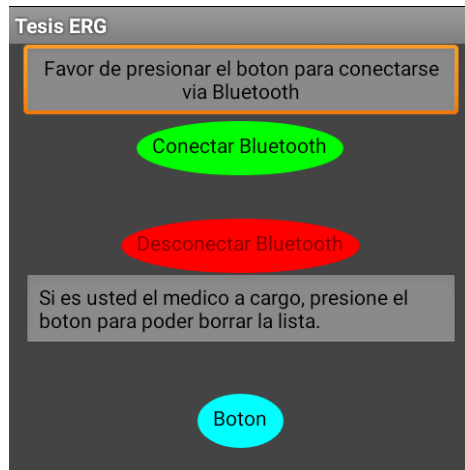 Tesis ERG
Favor de presionar el boton para conectarse
via Bluetooth
Conectar Bluetooth
Desconectar Bluetooth
Si es usted el medico a cargo, presione el
boton para poder borrar la lista.
Boton